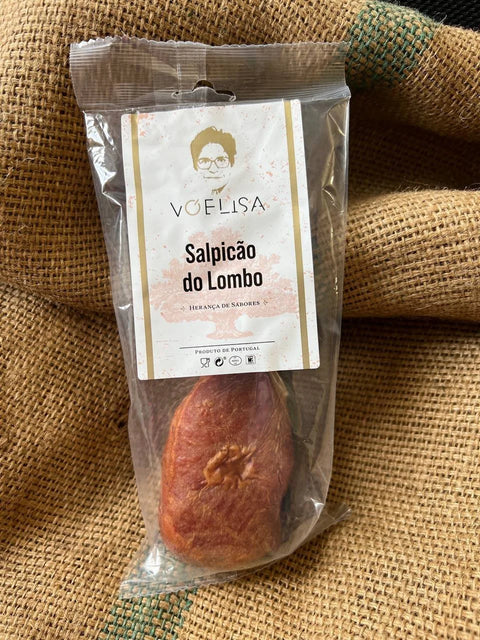 VOELISA
Salpicão
do Lombo
HERANÇA DE SABORES
PRODUTO DE PORTUGAL